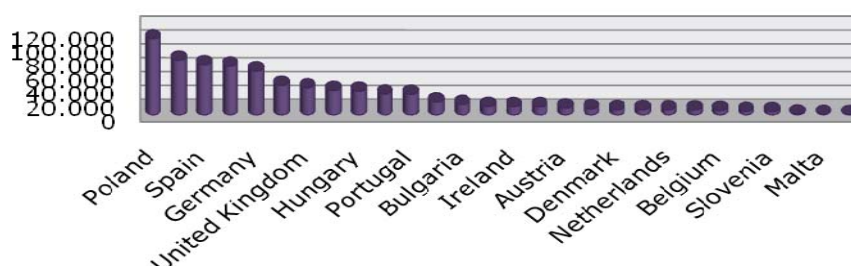 120.000
100.000
80.000
60.000
40.000
20.000
0
Poland
Spain
Germany
United Kingdom
Hungary
Portugal
Bulgaria
Ireland
Austria
Denmark
Netherlands
Belgium
Slovenia
Malta